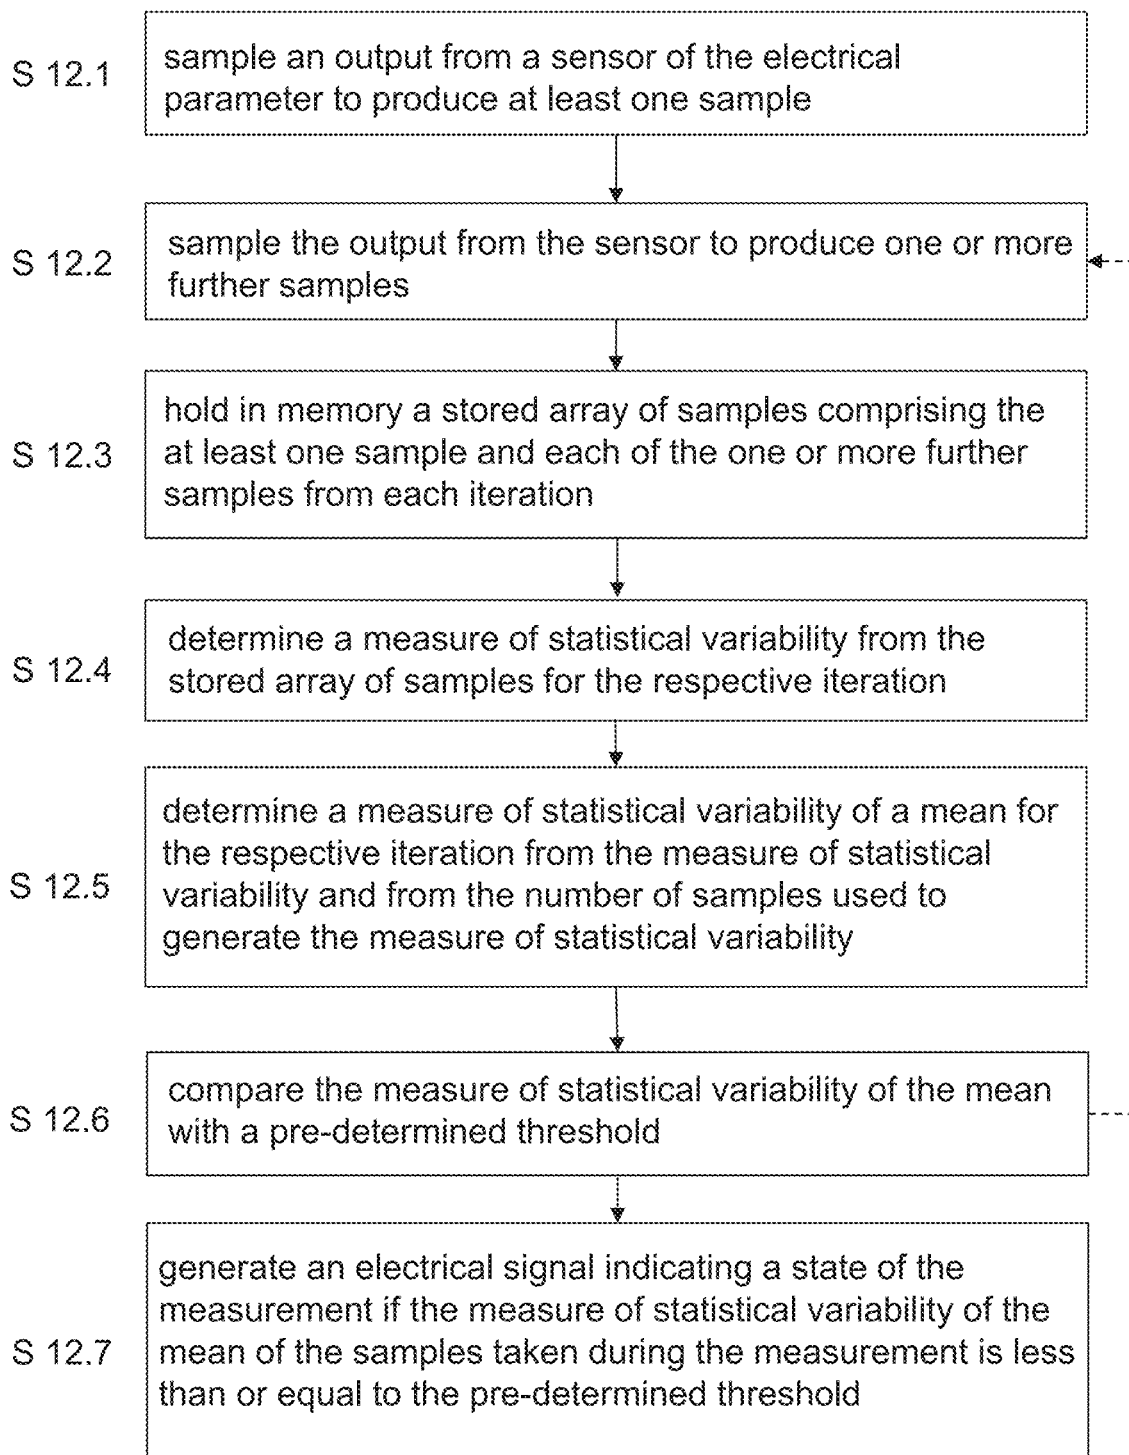 S 12.1
sample an output from a sensor of the electrical
parameter to produce at least one sample
S 12.2
sample the output from the sensor to produce one or more
further samples
S 12.3
hold in memory a stored array of samples comprising the
at least one sample and each of the one or more further
samples from each iteration
S 12.4
determine a measure of statistical variability from the
stored array of samples for the respective iteration
S 12.5
determine a measure of statistical variability of a mean for
the respective iteration from the measure of statistical
variability and from the number of samples used to
generate the measure of statistical variability
S 12.6
compare the measure of statistical variability of the mean
with a pre-determined threshold
S 12.7
generate an electrical signal indicating a state of the
measurement if the measure of statistical variability of the
mean of the samples taken during the measurement is less
than or equal to the pre-determined threshold